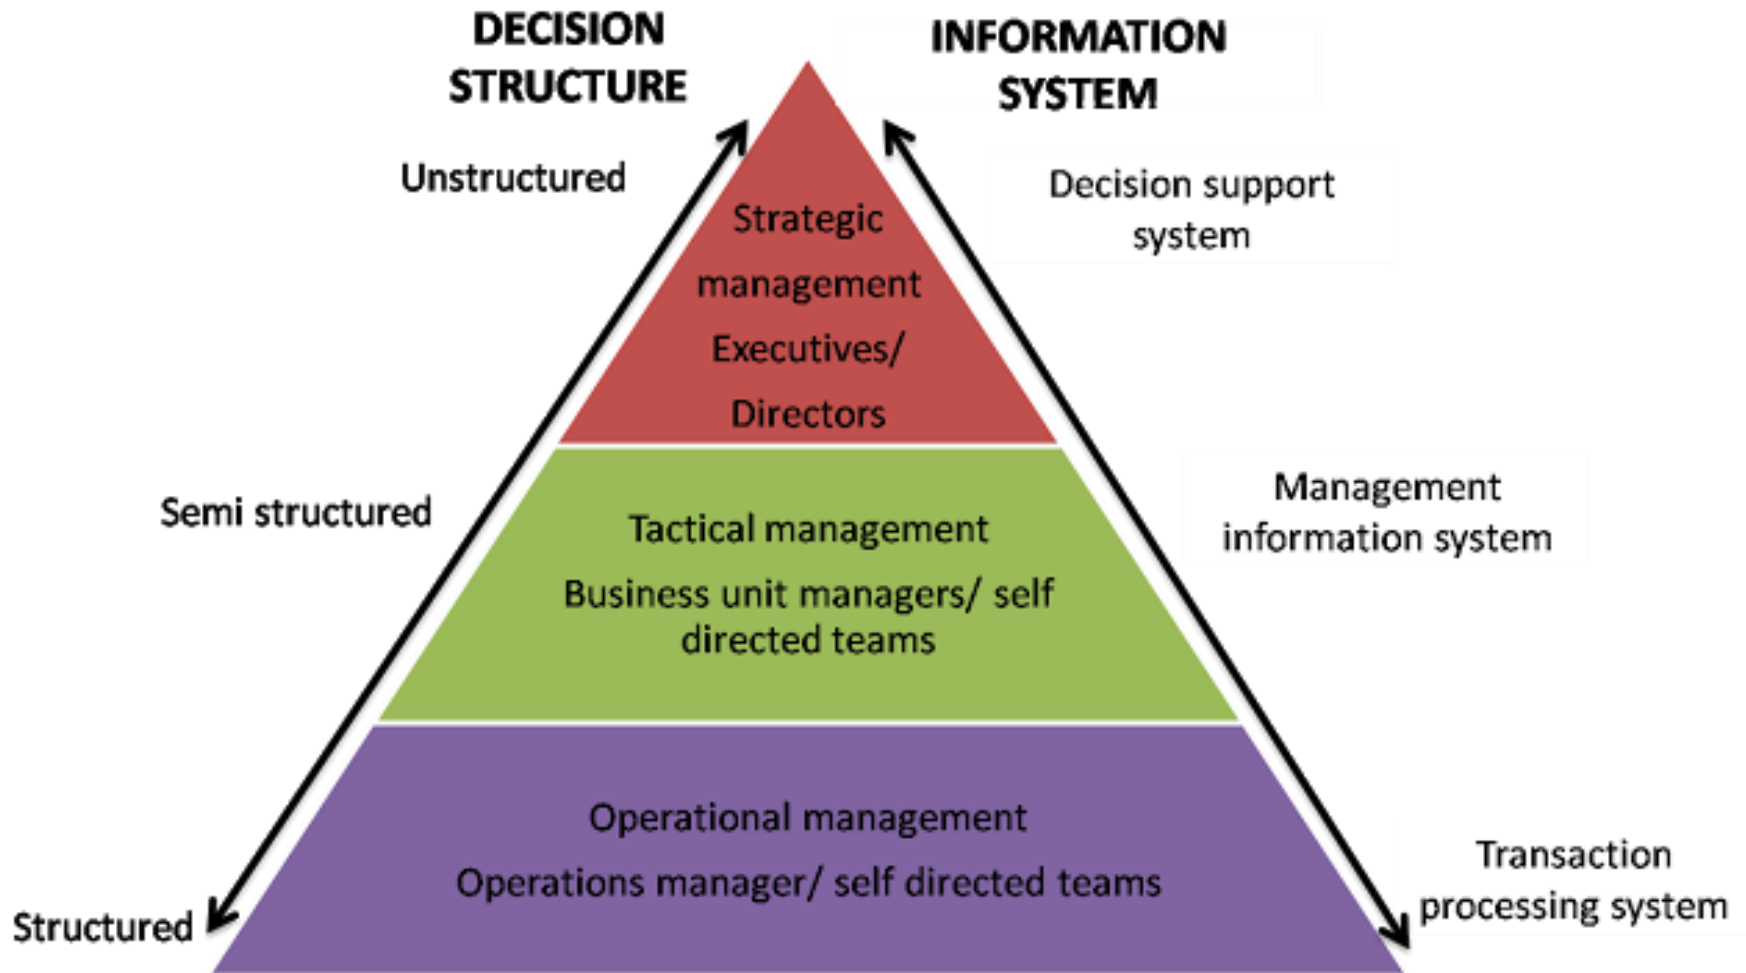 DECISION
STRUCTURE
INFORMATION
SYSTEM
Unstructured
Decision support
system
Strategic
management
Executives/
Directors
Semi structured
Management
information system
Tactical management
Business unit managers/ self
directed teams
Operational management
Operations manager/ self directed teams
Transaction
processing system
Structured